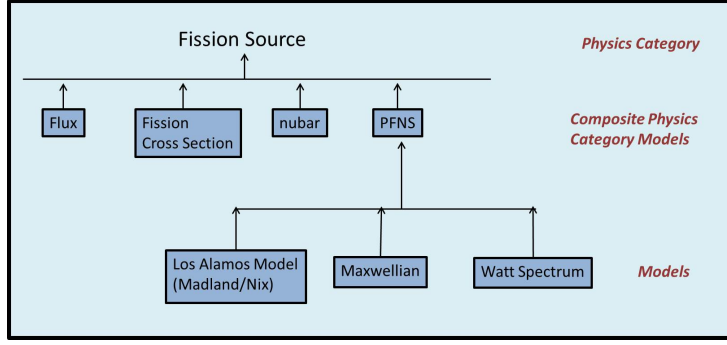 Fission Source
Physics Category
Flux
Fission
Cross Section
nubar
PFNS
Composite Physics
Category Models
Los Alamos Model
(Madland/Nix)
Maxwellian
Watt Spectrum
Models